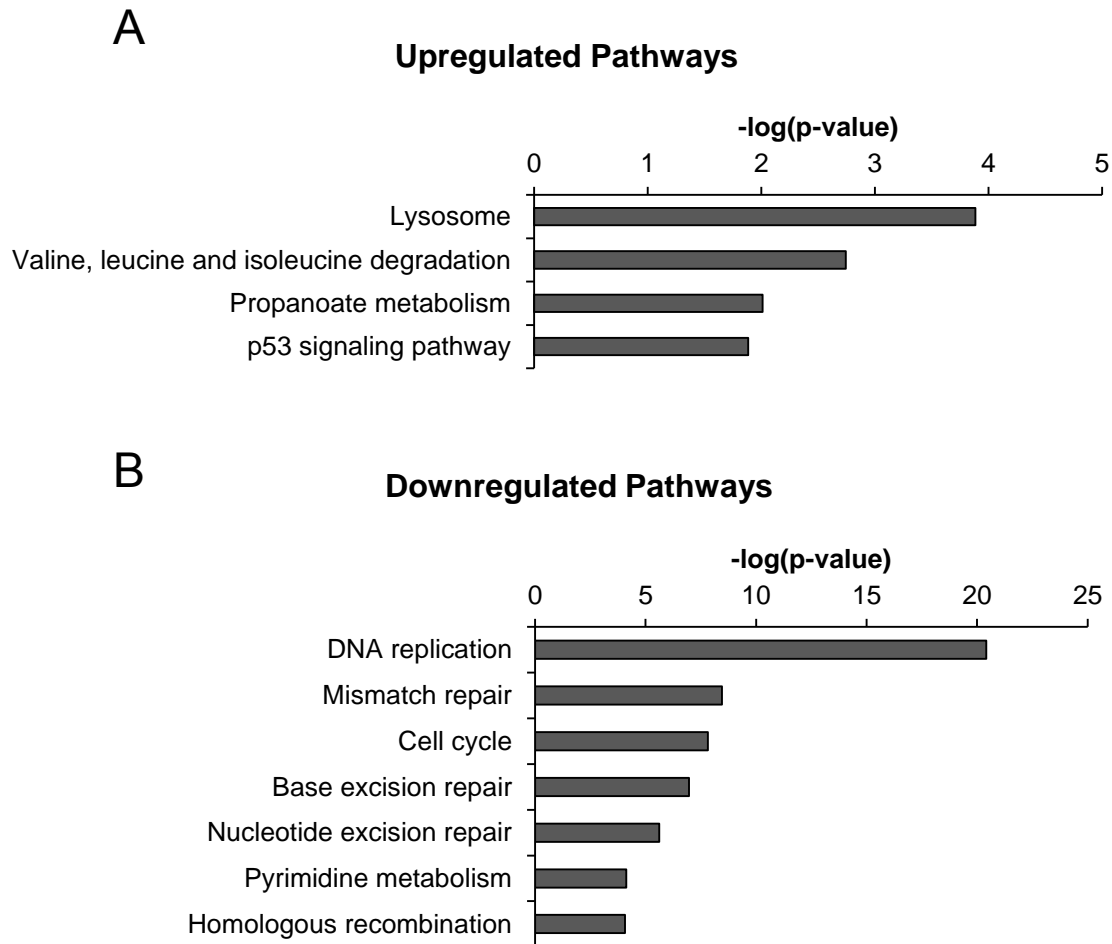 A
Upregulated Pathways
-log(p-value)
0 1 2 3 4 5
Lysosome
Valine, leucine and isoleucine degradation
Propanoate metabolism
p53 signaling pathway
B
Downregulated Pathways
-log(p-value)
0 5 10 15 20 25
DNA replication
Mismatch repair
Cell cycle
Base excision repair
Nucleotide excision repair
Pyrimidine metabolism
Homologous recombination